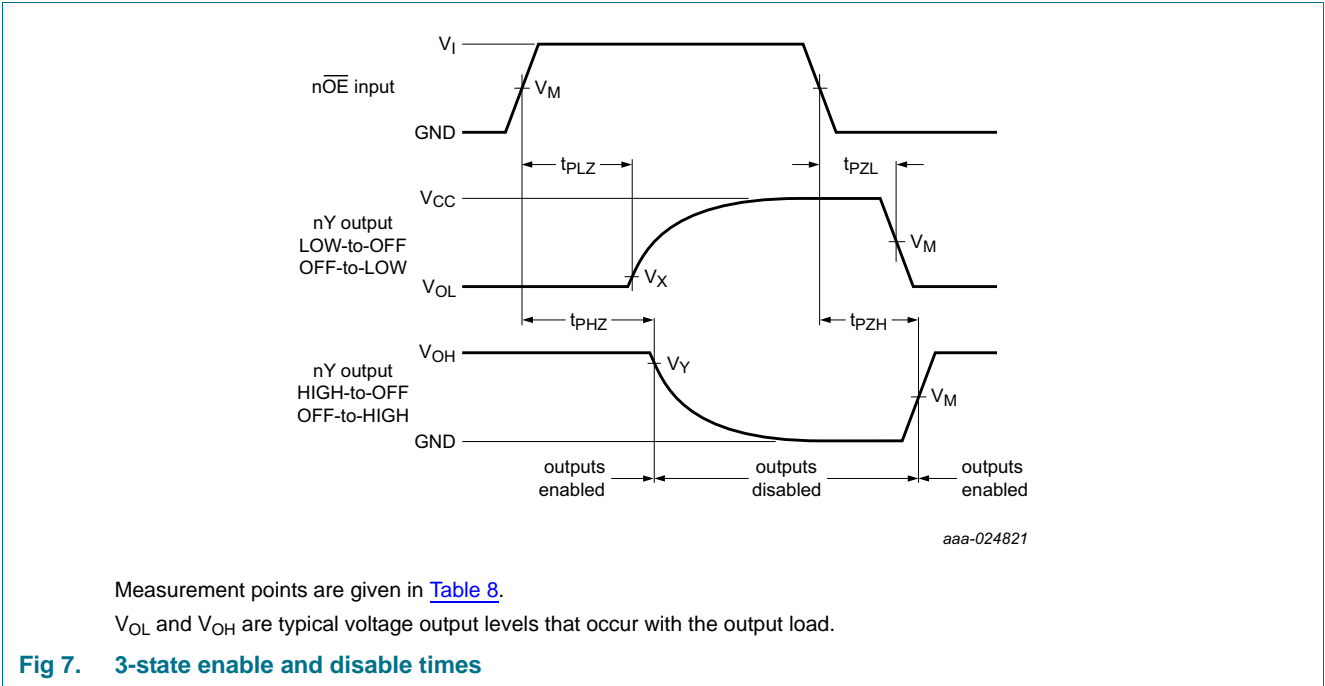 V_I
nO̅E̅ input
V_M
GND
t_PLZ
t_PZL
V_CC
nY output
LOW-to-OFF
OFF-to-LOW
V_M
V_X
V_OL
t_PHZ
t_PZH
V_OH
nY output
HIGH-to-OFF
OFF-to-HIGH
V_Y
V_M
GND
outputs
enabled
outputs
disabled
outputs
enabled
aaa-024821
Measurement points are given in Table 8.
V_OL and V_OH are typical voltage output levels that occur with the output load.
Fig 7. 3-state enable and disable times